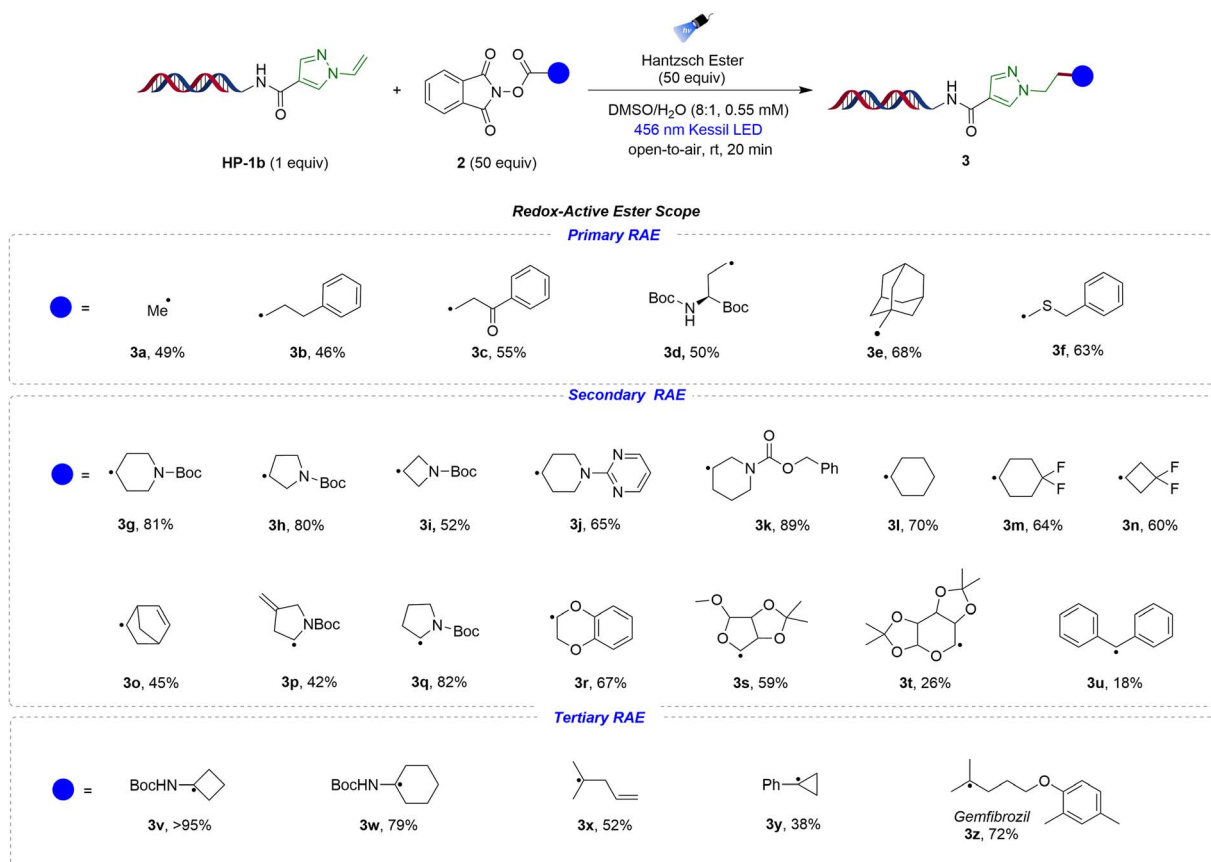 hν
Hantzsch Ester
(50 equiv)
DMSO/H2O (8:1, 0.55 mM)
456 nm Kessil LED
open-to-air, rt, 20 min
H
N
O
N
N
+
O
N
O
O
O
H
N
O
N
N
HP-1b (1 equiv)
2 (50 equiv)
3
Redox-Active Ester Scope
Primary RAE
=
Me
O
BocHN
N
H
Boc
S
3a, 49%
3b, 46%
3c, 55%
3d, 50%
3e, 68%
3f, 63%
Secondary RAE
=
N Boc
N Boc
N Boc
N
N
N
N
O
O
Ph
F
F
F
F
3g, 81%
3h, 80%
3i, 52%
3j, 65%
3k, 89%
3l, 70%
3m, 64%
3n, 60%
N Boc
N Boc
O
O
O
O
O
O
O
O
O
O
O
3o, 45%
3p, 42%
3q, 82%
3r, 67%
3s, 59%
3t, 26%
3u, 18%
Tertiary RAE
=
BocHN
BocHN
Ph
O
Gemfibrozil
3v, >95%
3w, 79%
3x, 52%
3y, 38%
3z, 72%